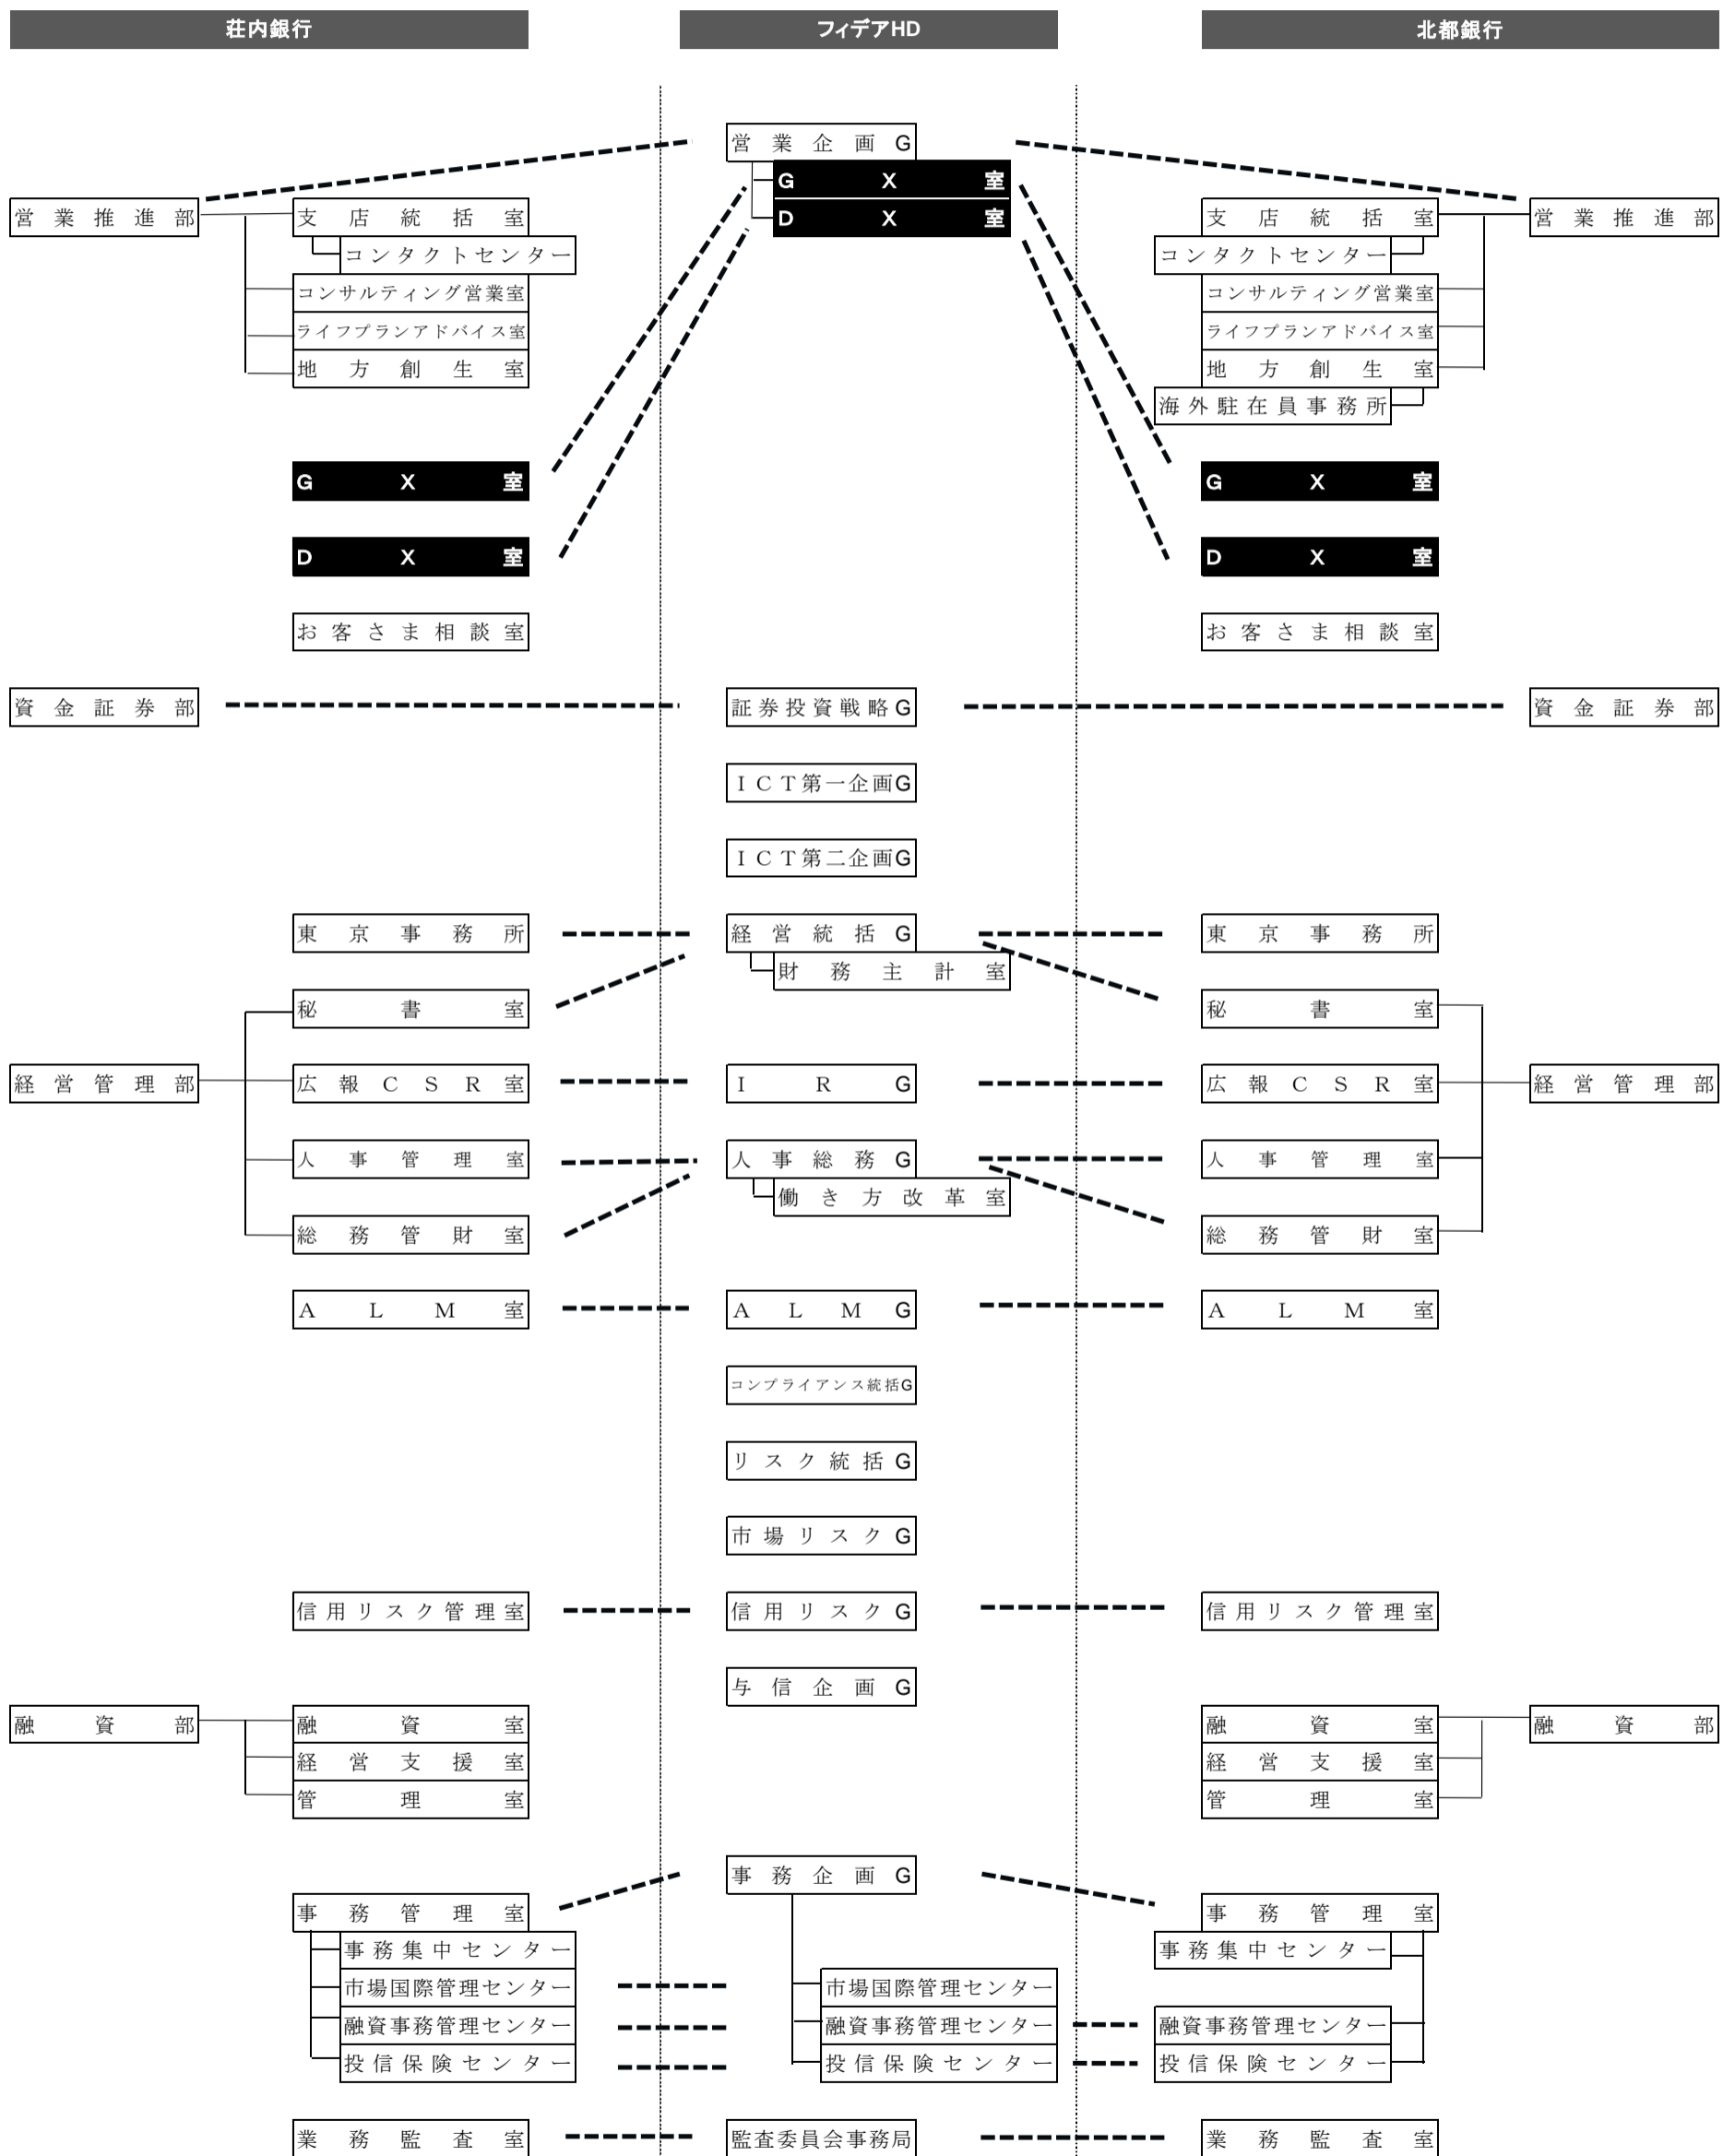 荘内銀行
フィデアHD
北都銀行
営業企画G
GX室
DX室
営業推進部
支店統括室
コンタクトセンター
コンサルティング営業室
ライフプランアドバイス室
地方創生室
支店統括室
営業推進部
コンタクトセンター
コンサルティング営業室
ライフプランアドバイス室
地方創生室
海外駐在員事務所
GX室
GX室
DX室
DX室
お客さま相談室
お客さま相談室
資金証券部
証券投資戦略G
資金証券部
ICT第一企画G
ICT第二企画G
東京事務所
経営統括G
東京事務所
財務主計室
秘書室
秘書室
経営管理部
広報CSR室
IRG
広報CSR室
経営管理部
人事管理室
人事総務G
人事管理室
働き方改革室
総務管財室
総務管財室
ALM室
ALMG
ALM室
コンプライアンス統括G
リスク統括G
市場リスクG
信用リスク管理室
信用リスクG
信用リスク管理室
与信企画G
融資部
融資室
融資室
融資部
経営支援室
経営支援室
管理室
管理室
事務企画G
事務管理室
事務管理室
事務集中センター
事務集中センター
市場国際管理センター
市場国際管理センター
融資事務管理センター
融資事務管理センター
融資事務管理センター
投信保険センター
投信保険センター
投信保険センター
業務監査室
監査委員会事務局
業務監査室